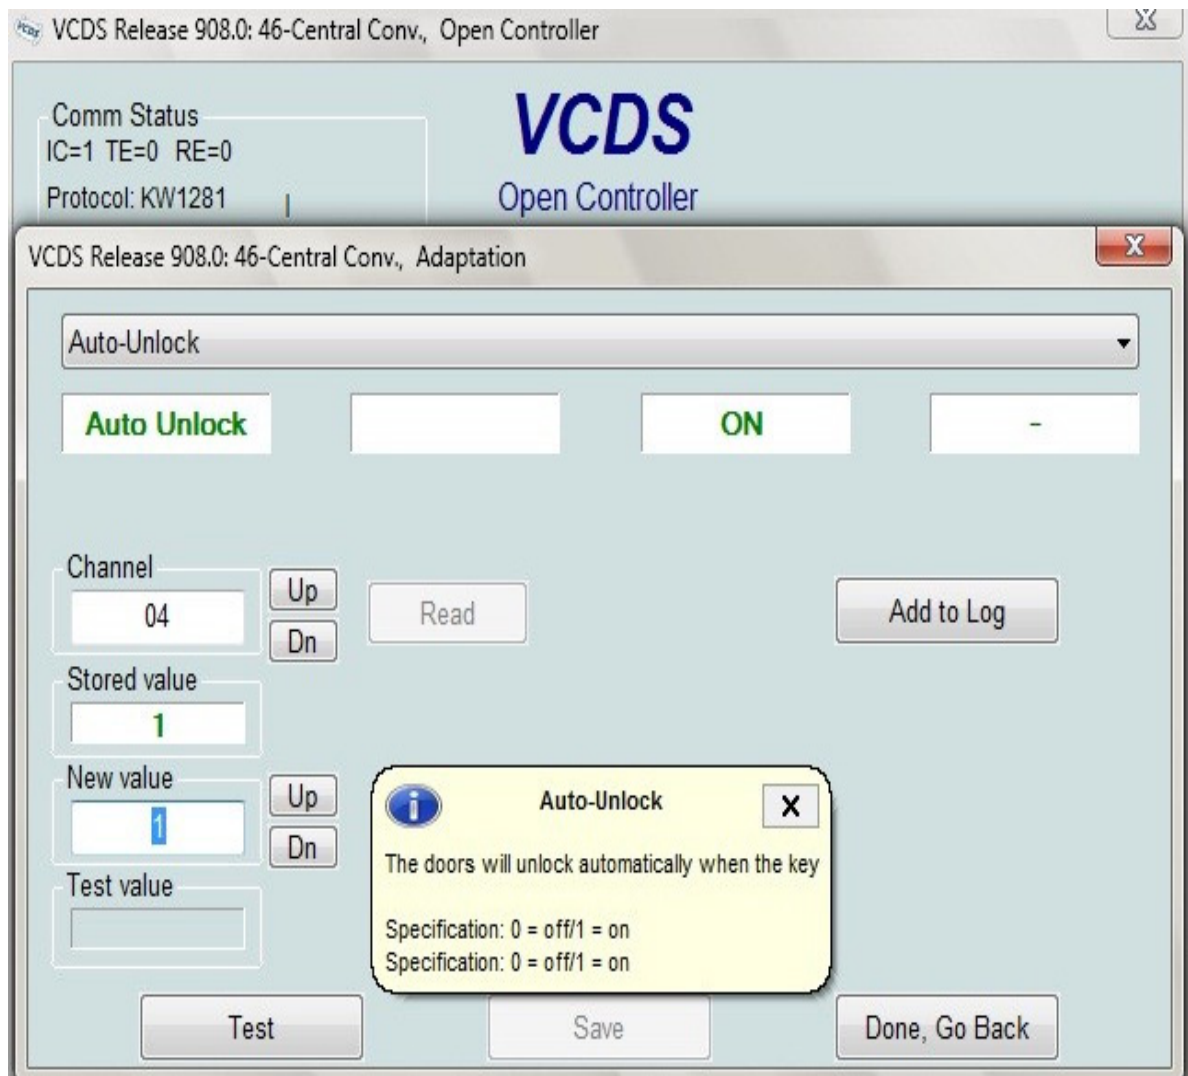 VCDS Release 908.0: 46-Central Conv., Open Controller
Comm Status
IC=1 TE=0 RE=0
Protocol: KW1281
|
VCDS
Open Controller
VCDS Release 908.0: 46-Central Conv., Adaptation
Auto-Unlock
Auto Unlock
ON
-
Channel
04
Up
Dn
Read
Add to Log
Stored value
1
New value
1
Up
Dn
Test value
Auto-Unlock
X
The doors will unlock automatically when the key
Specification: 0 = off/1 = on
Specification: 0 = off/1 = on
Test
Save
Done, Go Back